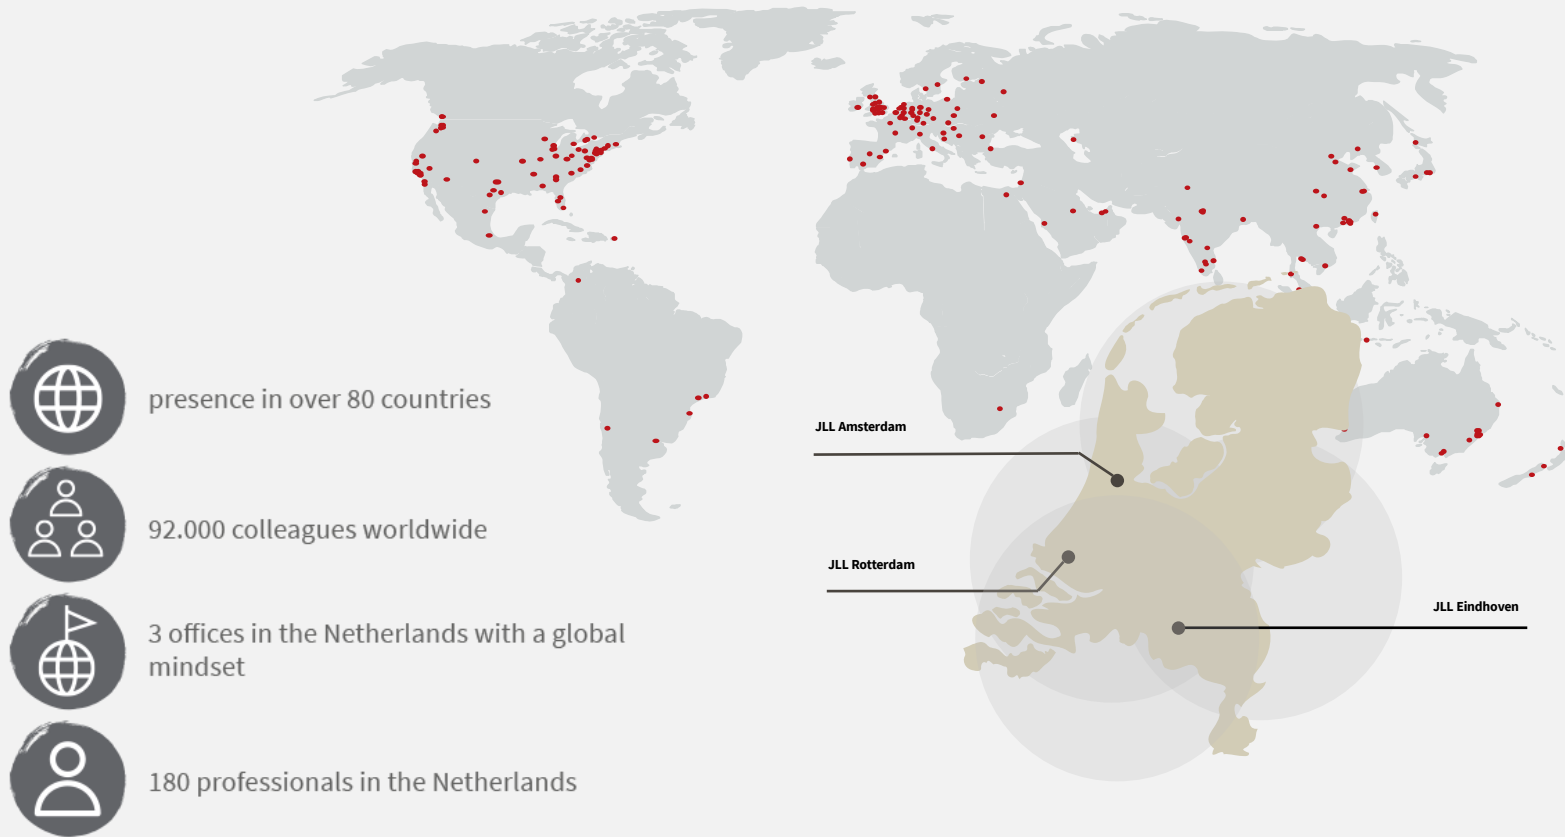 presence in over 80 countries
92.000 colleagues worldwide
3 offices in the Netherlands with a global
mindset
180 professionals in the Netherlands
JLL Amsterdam
JLL Rotterdam
JLL Eindhoven